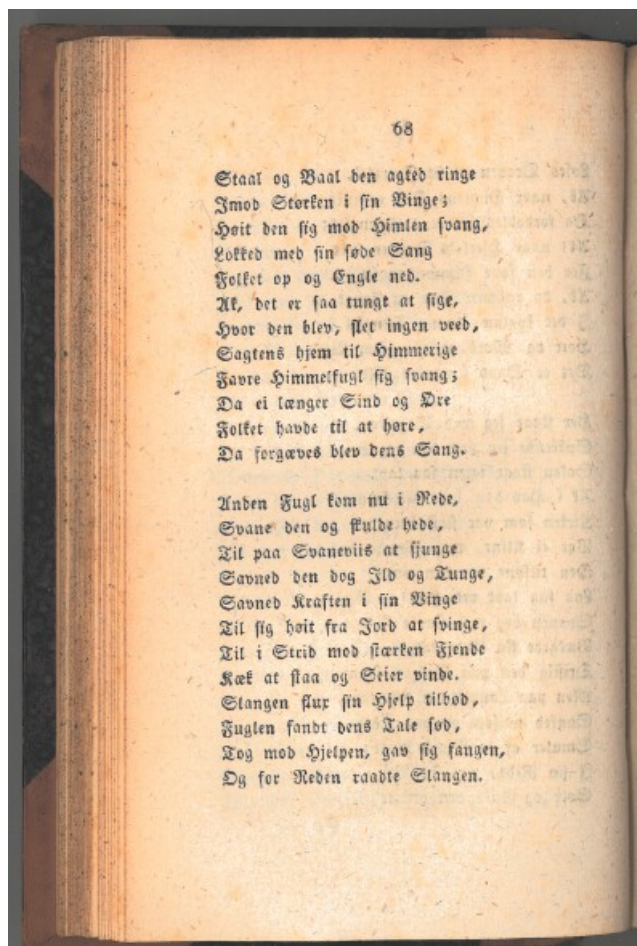 68
Staal og Baal den agted ringe
Imod Størken i sin Vinge;
Høit den sig mod Himlen svang,
Lokked med sin søde Sang
Folket op og Engle ned.
Ak, det er saa tungt at sige,
Hvor den blev, slet ingen veed,
Sagtens hjem til Himmerige
Favre Himmelfugl sig svang;
Da ei længer Sind og Øre
Folket havde til at høre,
Da forgæves blev dens Sang.
Anden Fugl kom nu i Rede,
Svane den og skulde hede,
Til paa Svaneviis at sjunge
Savned den dog Ild og Tunge,
Savned Kraften i sin Vinge
Til sig høit fra Jord at svinge,
Til i Strid mod stærken Fjende
Kæk at staa og Seier vinde.
Slangen flux sin Hjelp tilbød,
Fuglen fandt dens Tale sød,
Tog mod Hjelpen, gav sig fangen,
Og for Reden raadte Slangen.